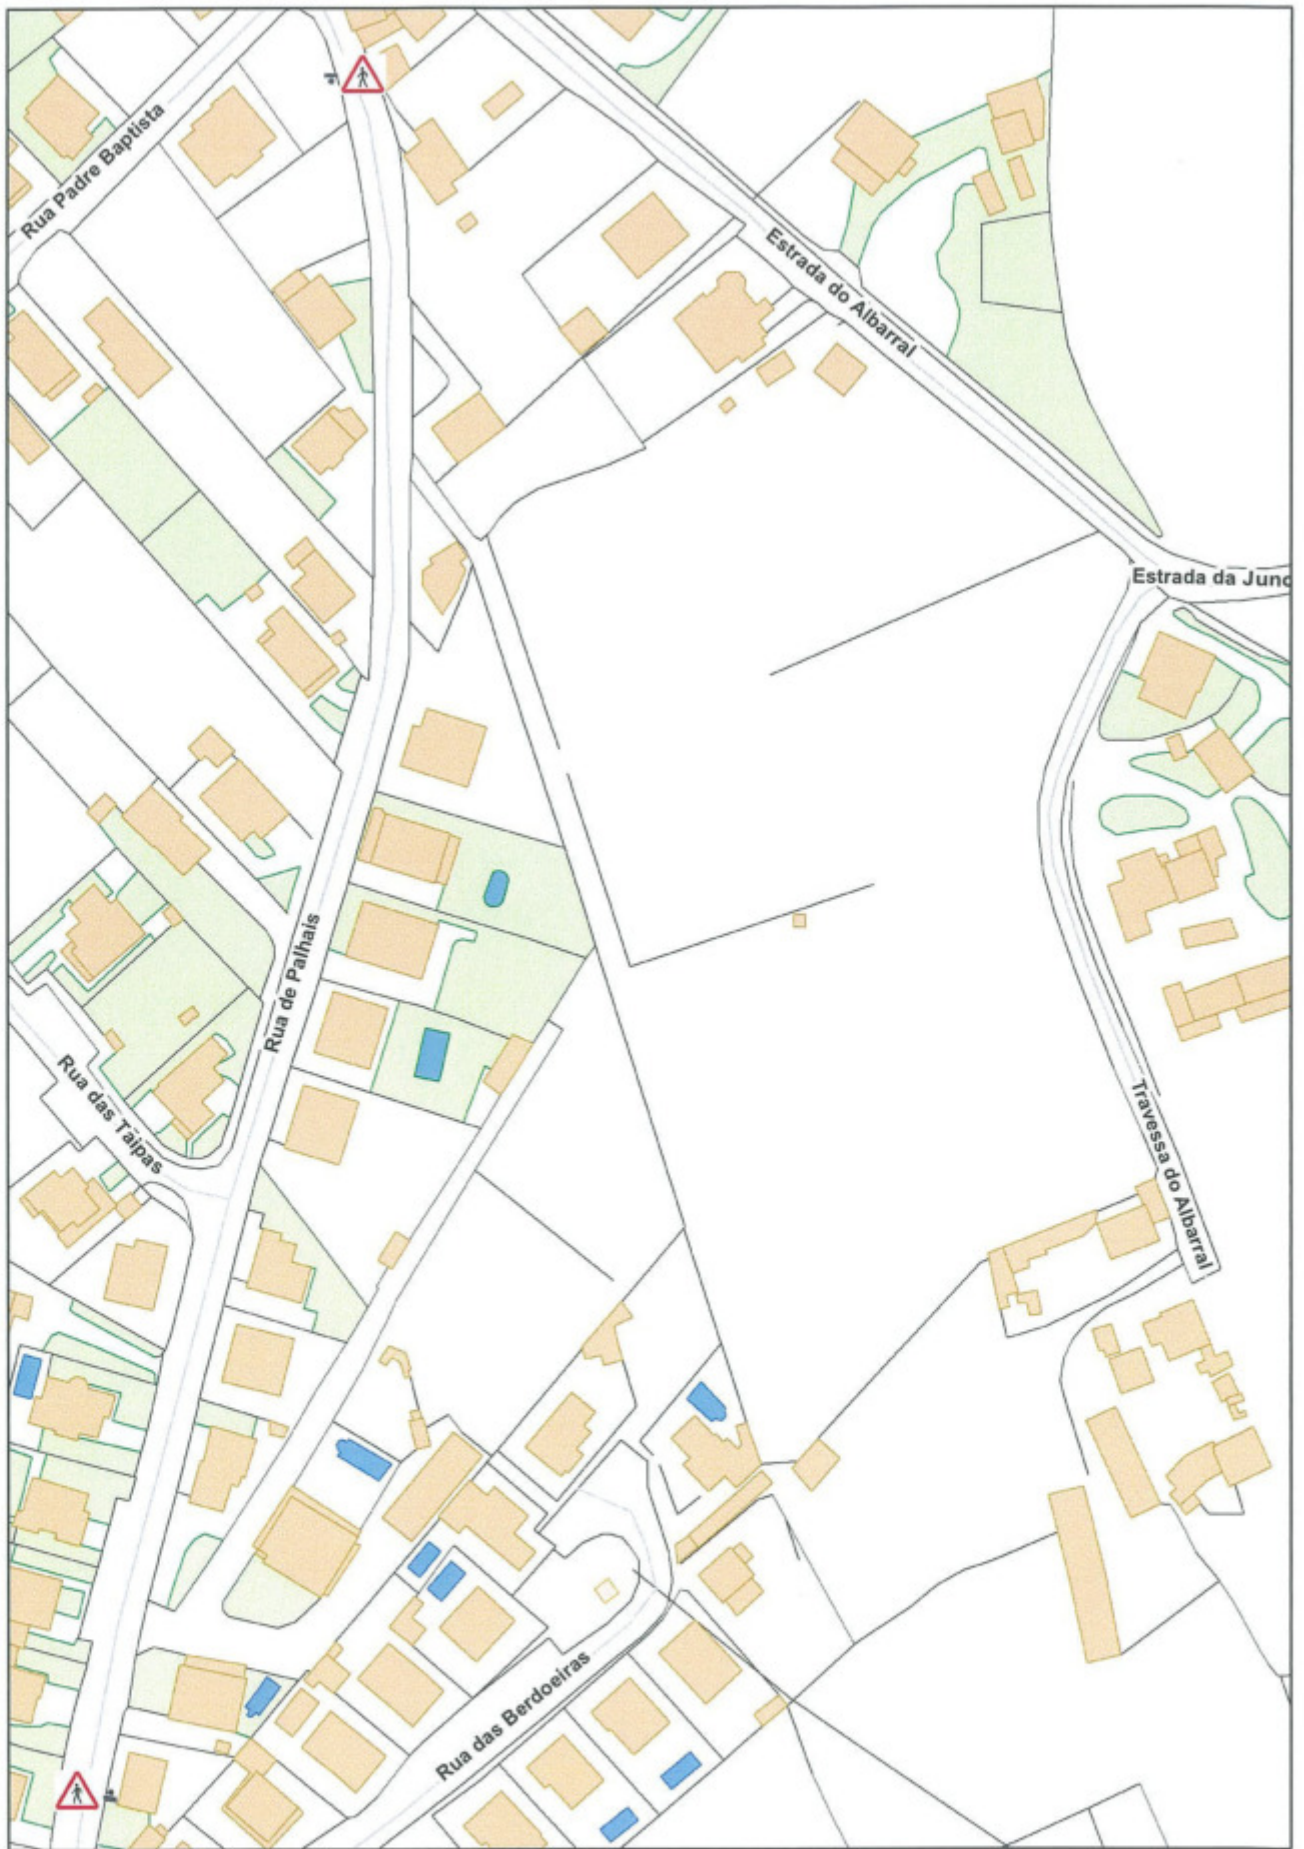 Rua Padre Baptista
Estrada do Albarral
Estrada da Junc
Rua de Palhais
Rua das Taipas
Travessa do Albarral
Rua das Berdoeiras